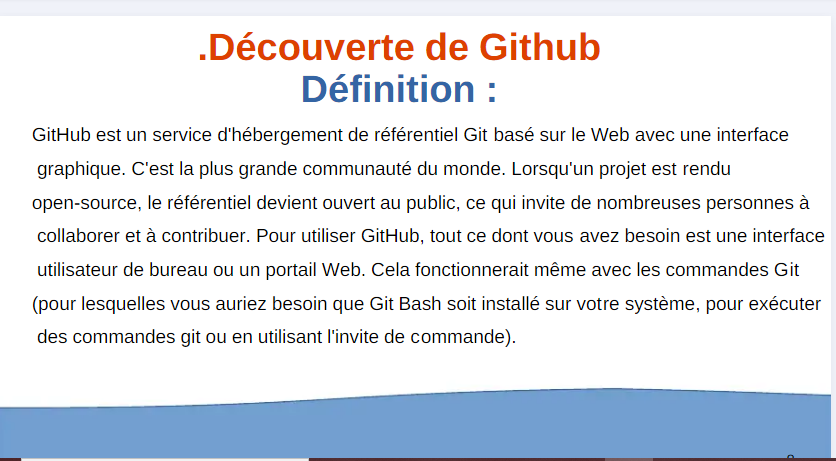 .Découverte de Github
Définition :
GitHub est un service d'hébergement de référentiel Git basé sur le Web avec une interface
graphique. C'est la plus grande communauté du monde. Lorsqu'un projet est rendu
open-source, le référentiel devient ouvert au public, ce qui invite de nombreuses personnes à
collaborer et à contribuer. Pour utiliser GitHub, tout ce dont vous avez besoin est une interface
utilisateur de bureau ou un portail Web. Cela fonctionnerait même avec les commandes Git
(pour lesquelles vous auriez besoin que Git Bash soit installé sur votre système, pour exécuter
des commandes git ou en utilisant l'invite de commande).